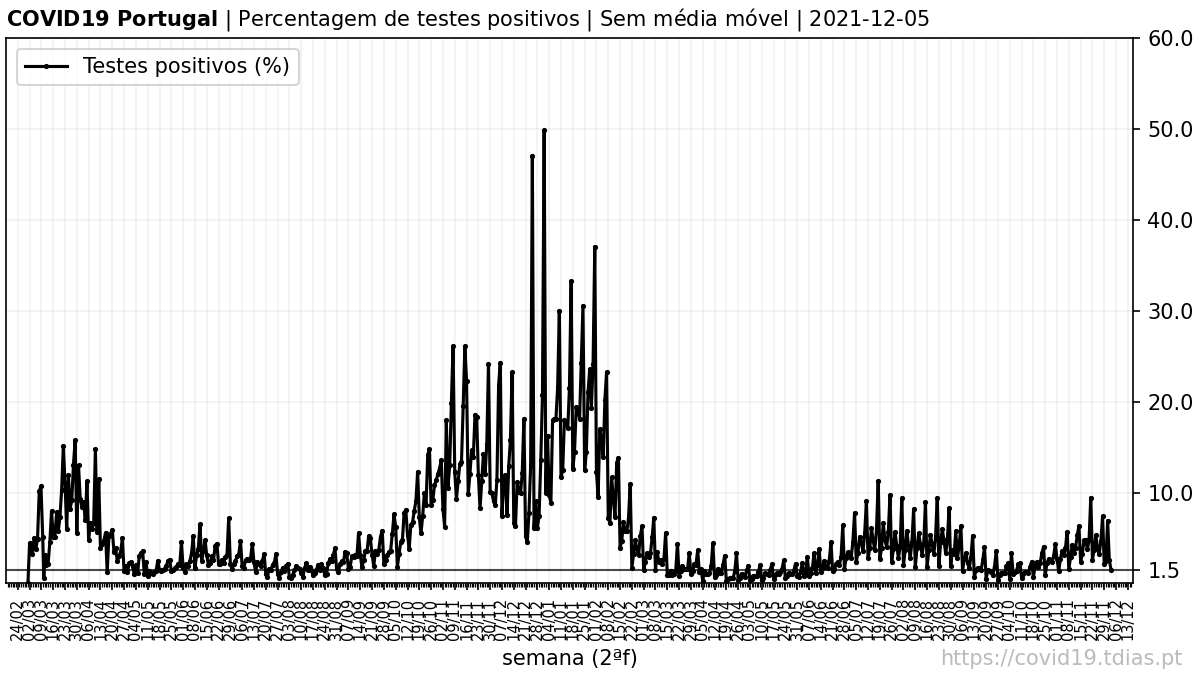 COVID19 Portugal | Percentagem de testes positivos | Sem média móvel | 2021-12-05
Testes positivos (%)
60.0
50.0
40.0
30.0
20.0
10.0
1.5
24/02 02/03 09/03 16/03 23/03 30/03 06/04 13/04 20/04 27/04 04/05 11/05 18/05 25/05 01/06 08/06 15/06 22/06 29/06 06/07 13/07 20/07 27/07 03/08 10/08 17/08 24/08 31/08 07/09 14/09 21/09 28/09 05/10 12/10 19/10 26/10 02/11 09/11 16/11 23/11 30/11 07/12 14/12 21/12 28/12 04/01 11/01 18/01 25/01 01/02 08/02 15/02 22/02 01/03 08/03 15/03 22/03 29/03 05/04 12/04 19/04 26/04 03/05 10/05 17/05 24/05 31/05 07/06 14/06 21/06 28/06 05/07 12/07 19/07 26/07 02/08 09/08 16/08 23/08 30/08 06/09 13/09 20/09 27/09 04/10 11/10 18/10 25/10 01/11 08/11 15/11 22/11 29/11 06/12 13/12
semana (2ªf)
https://covid19.tdias.pt